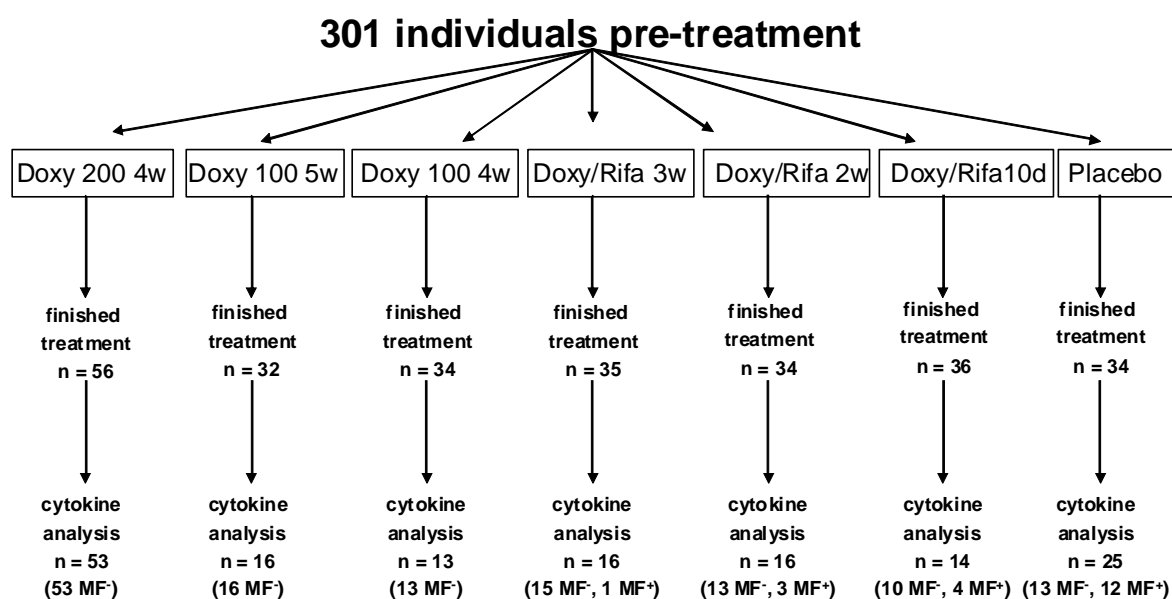 301 individuals pre-treatment
Doxy 200 4w
Doxy 100 5w
Doxy 100 4w
Doxy/Rifa 3w
Doxy/Rifa 2w
Doxy/Rifa10d
Placebo
finished
treatment
n = 56
finished
treatment
n = 32
finished
treatment
n = 34
finished
treatment
n = 35
finished
treatment
n = 34
finished
treatment
n = 36
finished
treatment
n = 34
cytokine
analysis
n = 53
(53 MF⁻)
cytokine
analysis
n = 16
(16 MF⁻)
cytokine
analysis
n = 13
(13 MF⁻)
cytokine
analysis
n = 16
(15 MF⁻, 1 MF⁺)
cytokine
analysis
n = 16
(13 MF⁻, 3 MF⁺)
cytokine
analysis
n = 14
(10 MF⁻, 4 MF⁺)
cytokine
analysis
n = 25
(13 MF⁻, 12 MF⁺)